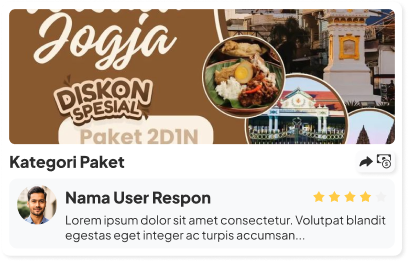 Jogja
DISKON
SPESIAL
Paket 2D1N
Kategori Paket
Nama User Respon
Lorem ipsum dolor sit amet consectetur. Volutpat blandit
egestas eget integer ac turpis accumsan...